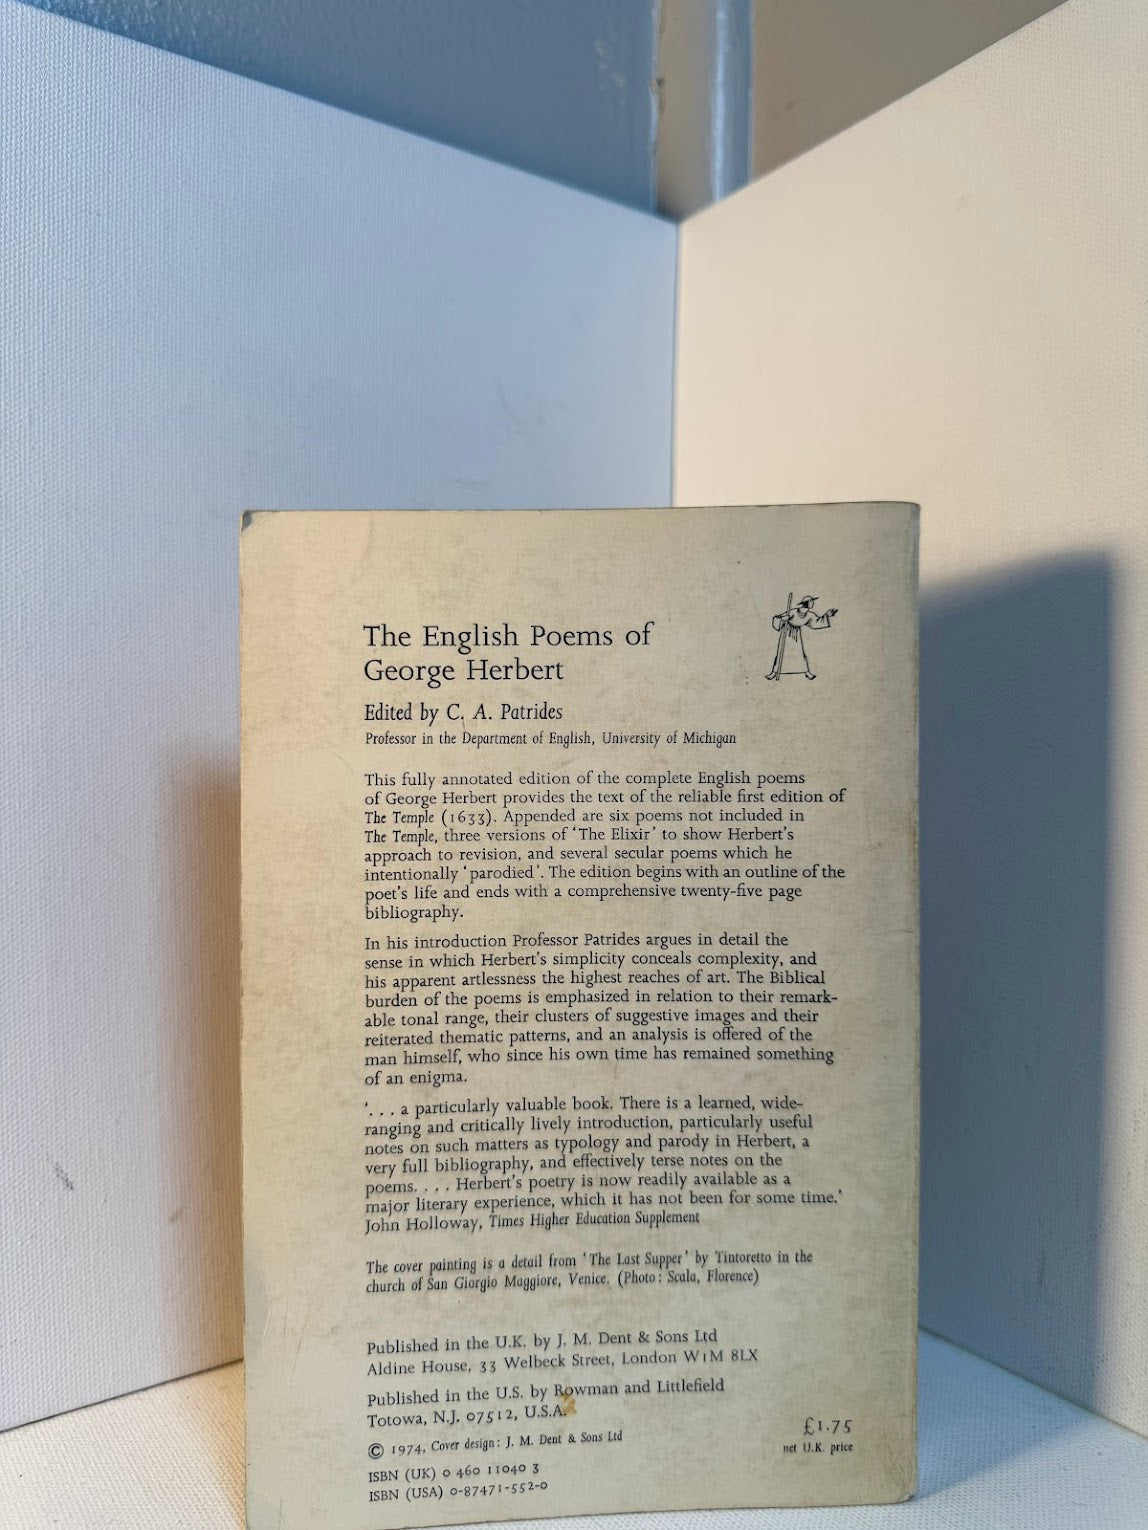 The English Poems of
George Herbert
Edited by C. A. Patrides
Professor in the Department of English, University of Michigan
This fully annotated edition of the complete English poems
of George Herbert provides the text of the reliable first edition of
The Temple (1633). Appended are six poems not included in
The Temple, three versions of ‘The Elixir’ to show Herbert’s
approach to revision, and several secular poems which he
intentionally ‘parodied’. The edition begins with an outline of the
poet’s life and ends with a comprehensive twenty-five page
bibliography.
In his introduction Professor Patrides argues in detail the
sense in which Herbert’s simplicity conceals complexity, and
his apparent artlessness the highest reaches of art. The Biblical
burden of the poems is emphasized in relation to their remark-
able tonal range, their clusters of suggestive images and their
reiterated thematic patterns, and an analysis is offered of the
man himself, who since his own time has remained something
of an enigma.
‘. . . a particularly valuable book. There is a learned, wide-
ranging and critically lively introduction, particularly useful
notes on such matters as typology and parody in Herbert, a
very full bibliography, and effectively terse notes on the
poems. . . . Herbert’s poetry is now readily available as a
major literary experience, which it has not been for some time.’
John Holloway, Times Higher Education Supplement
The cover painting is a detail from ‘The Last Supper’ by Tintoretto in the
church of San Giorgio Maggiore, Venice. (Photo: Scala, Florence)
Published in the U.K. by J. M. Dent & Sons Ltd
Aldine House, 33 Welbeck Street, London W1M 8LX
Published in the U.S. by Rowman and Littlefield
Totowa, N.J. 07512, U.S.A.
© 1974, Cover design: J. M. Dent & Sons Ltd
£1.75
net U.K. price
ISBN (UK) 0 460 11040 3
ISBN (USA) 0-87471-552-0